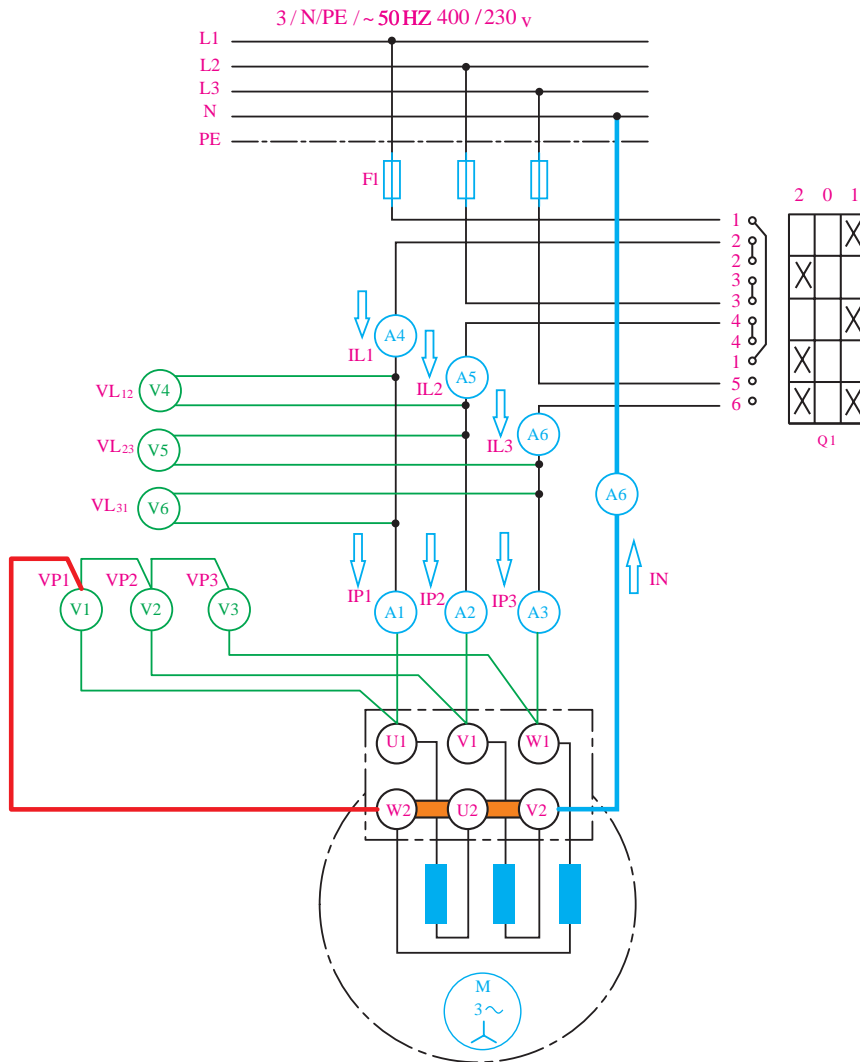 3 / N/PE / ~ 50 HZ 400 / 230 v
L1
L2
L3
N
PE
F1
2 0 1
1
2
2
3
3
4
4
1
5
6
Q1
A4
IL1
A5
IL2
A6
IL3
VL12 V4
VL23 V5
VL31 V6
A6
IN
VP1 VP2 VP3
V1 V2 V3
IP1 IP2 IP3
A1 A2 A3
U1 V1 W1
W2 U2 V2
M
3~